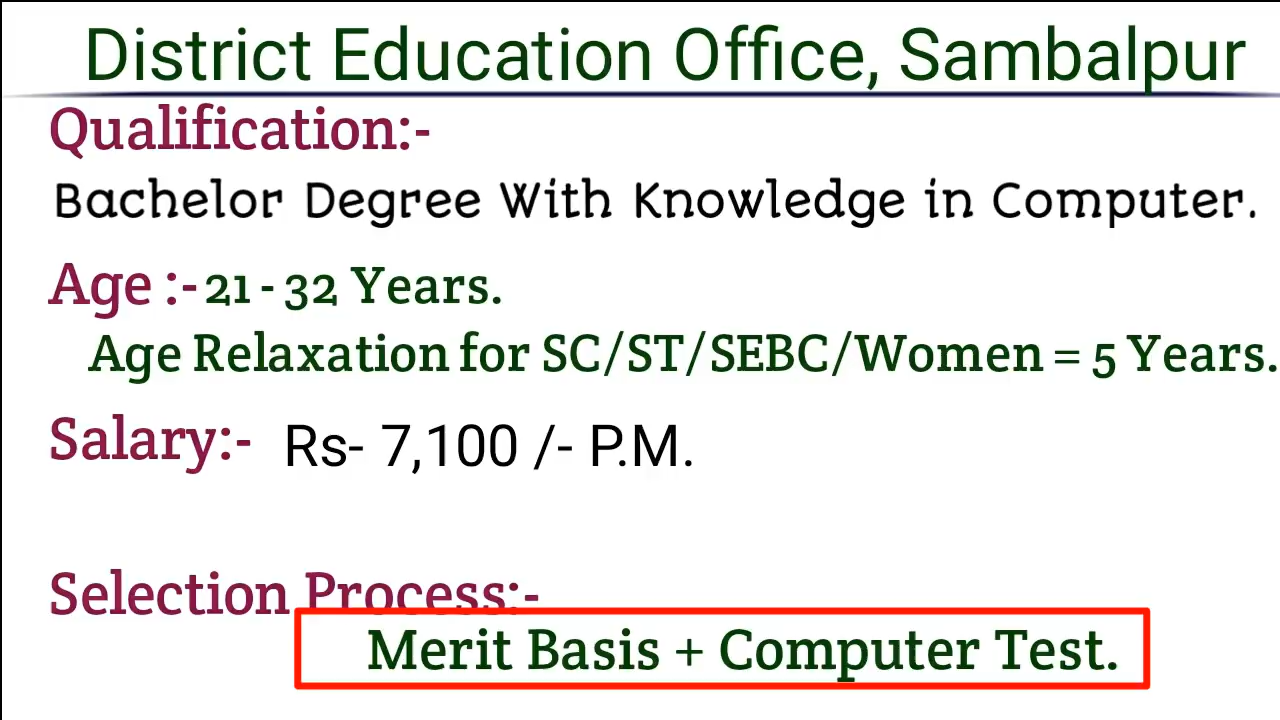 District Education Office, Sambalpur
Qualification:-
Bachelor Degree With Knowledge in Computer.
Age :- 21 - 32 Years.
Age Relaxation for SC/ST/SEBC/Women = 5 Years.
Salary:- Rs- 7,100 /- P.M.
Selection Process:-
Merit Basis + Computer Test.